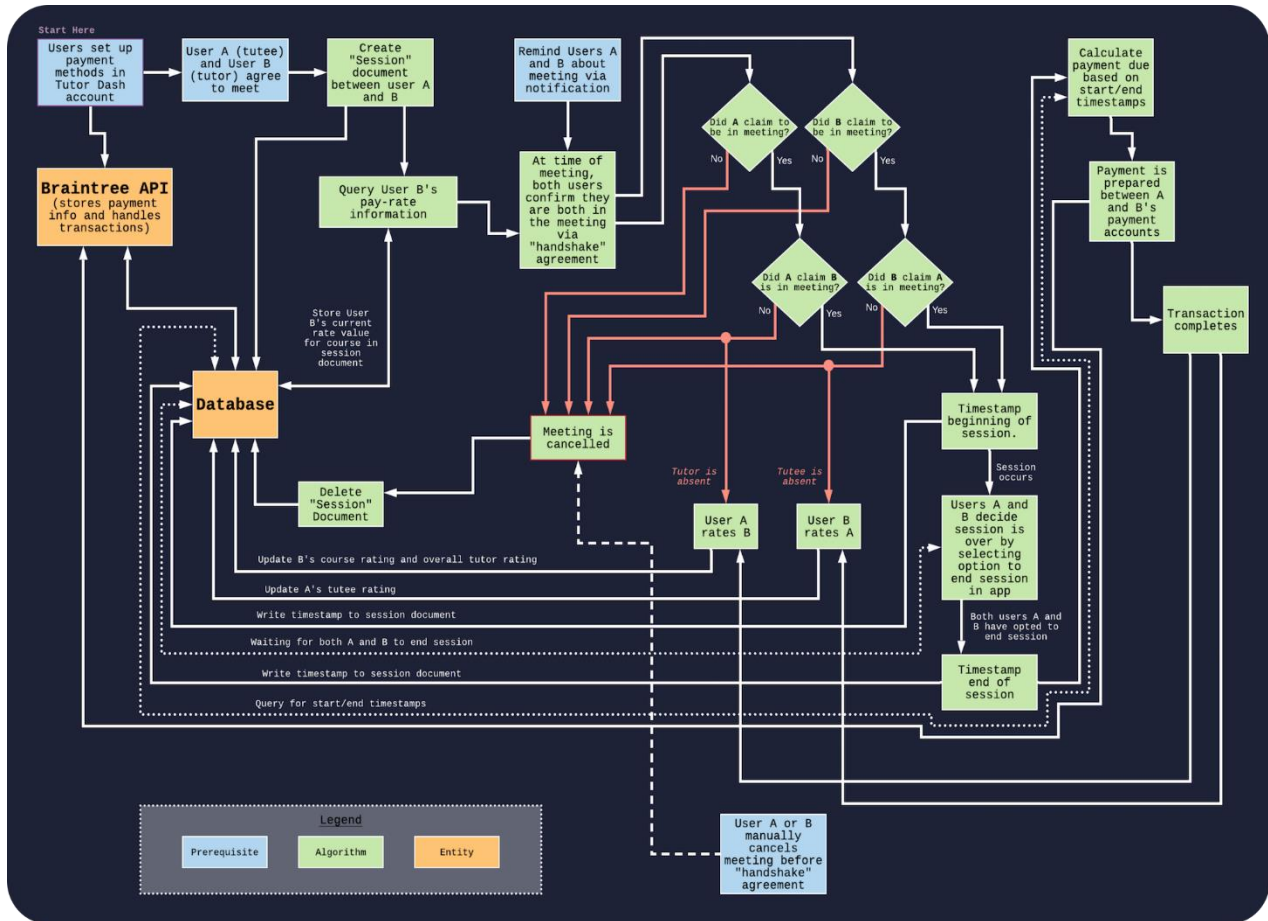 Start Here
Users set up
payment
methods in
Tutor Dash
account
User A (tutee)
and User B
(tutor) agree
to meet
Create
"Session"
document
between user A
and B
Remind Users A
and B about
meeting via
notification
Calculate
payment due
based on
start/end
timestamps
Did A claim to
be in meeting?
Did B claim to
be in meeting?
No
Yes
No
Yes
Braintree API
(stores payment
info and handles
transactions)
Query User B's
pay-rate
information
At time of
meeting,
both users
confirm they
are both in
the meeting
via
"handshake"
agreement
Payment is
prepared
between A
and B's
payment
accounts
Did A claim B
is in meeting?
Did B claim A
is in meeting?
No
Yes
No
Yes
Store User
B's current
rate value
for course in
session
document
Transaction
completes
Database
Meeting is
cancelled
Timestamp
beginning of
session.
Tutor is
absent
Tutee is
absent
Session
occurs
Delete
"Session"
Document
User A
rates B
User B
rates A
Users A and
B decide
session is
over by
selecting
option to
end session
in app
Update B's course rating and overall tutor rating
Update A's tutee rating
Write timestamp to session document
Both users A and
B have opted to
end session
Waiting for both A and B to end session
Write timestamp to session document
Timestamp
end of
session
Query for start/end timestamps
Legend
Prerequisite
Algorithm
Entity
User A or B
manually
cancels
meeting before
"handshake"
agreement